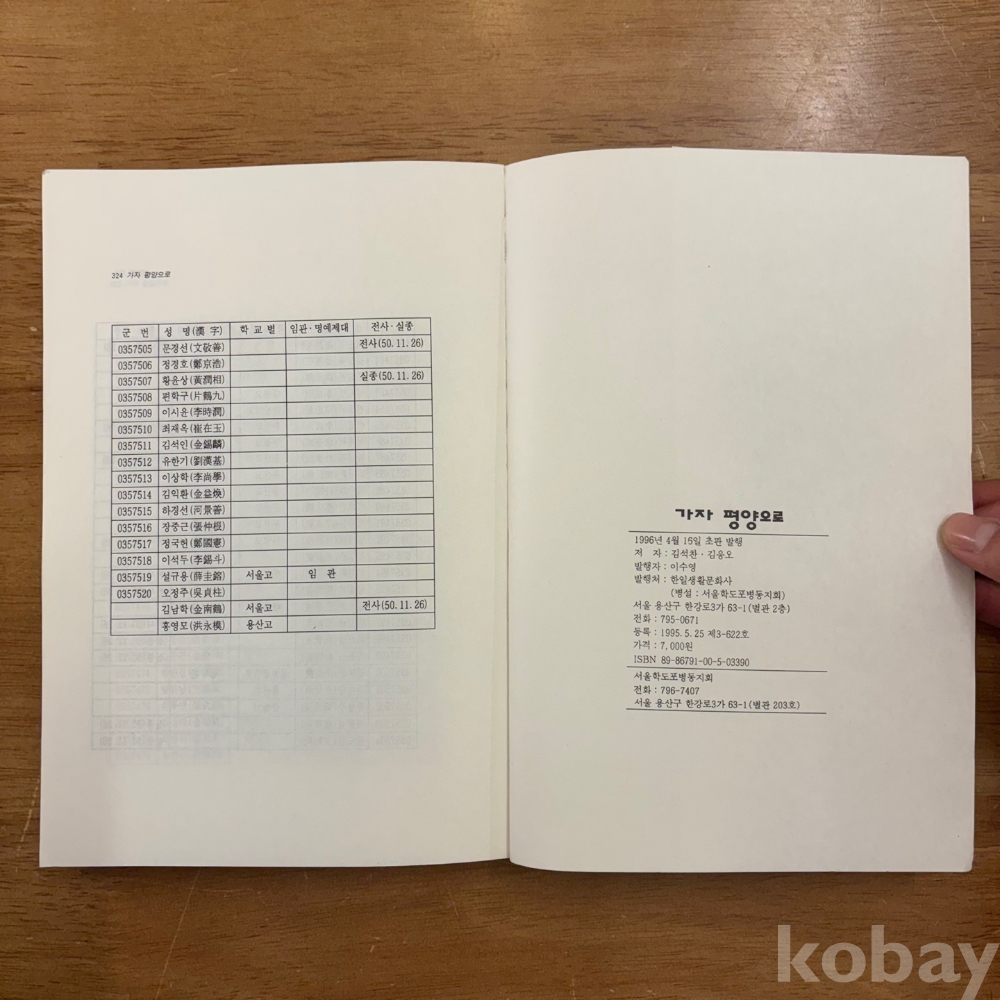 324 가자 평양으로
군 번 성 명(漢 字) 학 교 별 임관·명예제대 전사·실종
0357505 문경선(文敬善) 전사(50.11.26)
0357506 정경호(鄭京浩)
0357507 황윤상(黃潤相) 실종(50.11.26)
0357508 편학구(片鶴九)
0357509 이시윤(李時潤)
0357510 최재옥(崔在玉)
0357511 김석인(金錫麟)
0357512 유한기(劉漢基)
0357513 이상학(李尙學)
0357514 김익환(金益煥)
0357515 하경선(河景善)
0357516 장중근(張仲根)
0357517 정국헌(鄭國憲)
0357518 이석두(李錫斗)
0357519 설규용(薛圭鎔) 서울고 임 관
0357520 오정주(吳貞柱)
김남학(金南鶴) 서울고 전사(50.11.26)
홍영모(洪永模) 용산고
가자 평양으로
1996년 4월 15일 초판 발행
저 자 : 김석찬·김응오
발행자 : 이수영
발행처 : 한일생활문화사
(병설 : 서울학도포병동지회)
서울 용산구 한강로3가 63-1(별관 2층)
전화 : 795-0671
등록 : 1995.5.25 제3-622호
가격 : 7,000원
ISBN 89-86791-00-5-03390
서울학도포병동지회
전화 : 796-7407
서울 용산구 한강로3가 63-1(별관 203호)
kobay